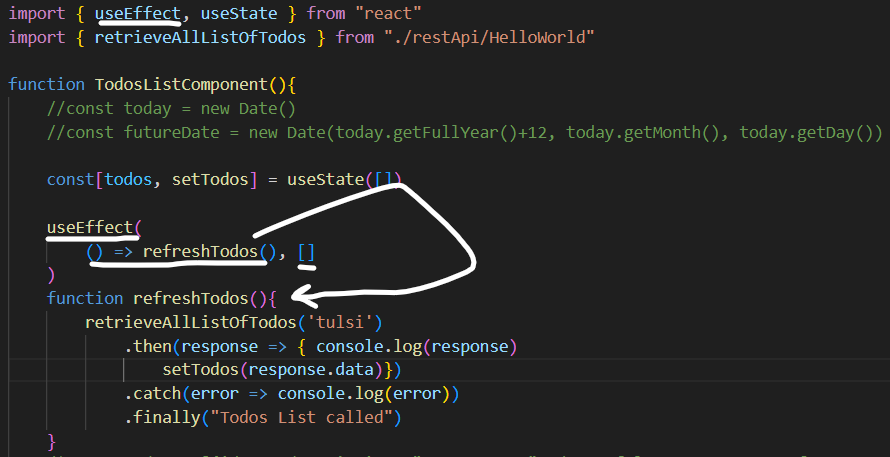 import { useEffect, useState } from "react"
import { retrieveAllListOfTodos } from "./restApi/HelloWorld"
function TodosListComponent(){
//const today = new Date()
//const futureDate = new Date(today.getFullYear()+12, today.getMonth(), today.getDay())
const[todos, setTodos] = useState([])
useEffect(
() => refreshTodos(), []
)
function refreshTodos(){
retrieveAllListOfTodos('tulsi')
.then(response => { console.log(response)
setTodos(response.data)})
.catch(error => console.log(error))
.finally("Todos List called")
}